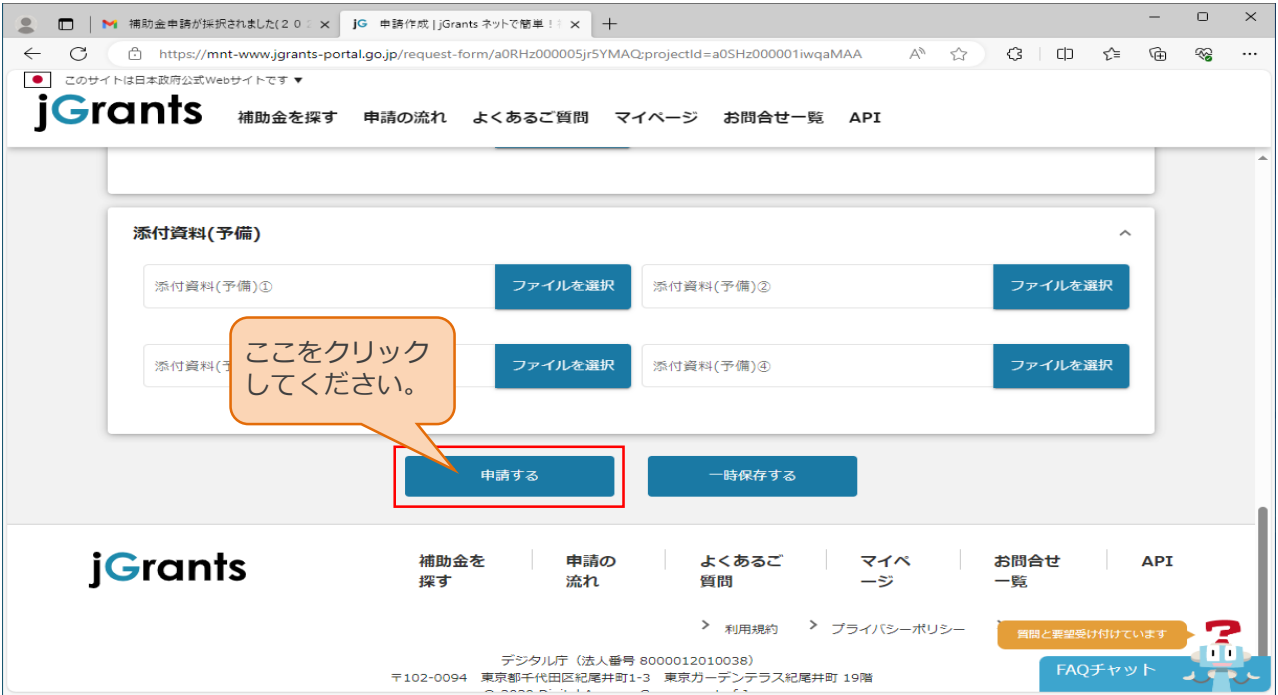 補助金申請が採択されました(２０
jG 申請作成 | jGrants ネットで簡単！
https://mnt-www.jgrants-portal.go.jp/request-form/a0RHz000005jr5YMAQ;projectId=a0SHz000001iwqaMAA
このサイトは日本政府公式Webサイトです ▼
jGrants 補助金を探す 申請の流れ よくあるご質問 マイページ お問合せ一覧 API
添付資料(予備)
添付資料(予備)① ファイルを選択 添付資料(予備)② ファイルを選択
添付資料(予 ファイルを選択 添付資料(予備)④ ファイルを選択
ここをクリック
してください。
申請する 一時保存する
jGrants
補助金を
探す
申請の
流れ
よくあるご
質問
マイペ
ージ
お問合せ
一覧
API
利用規約 プライバシーポリシー
質問と要望受け付けています
FAQチャット
デジタル庁（法人番号 8000012010038）
〒102-0094 東京都千代田区紀尾井町1-3 東京ガーデンテラス紀尾井町 19階